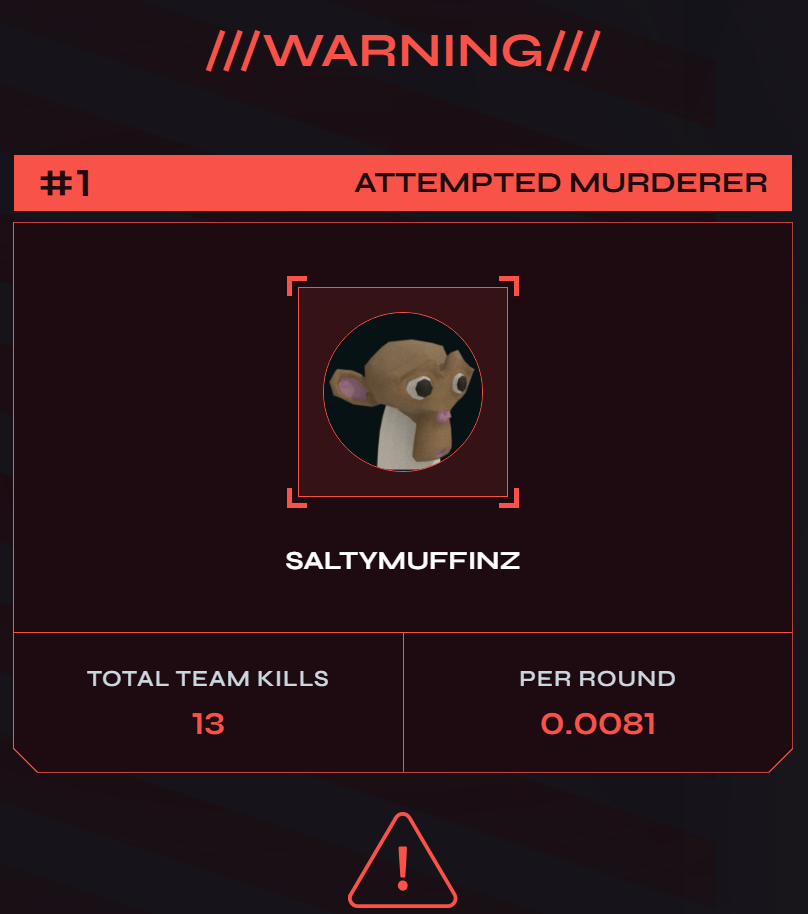 ///WARNING///
#1 ATTEMPTED MURDERER
SALTYMUFFINZ
TOTAL TEAM KILLS PER ROUND
13 0.0081
!